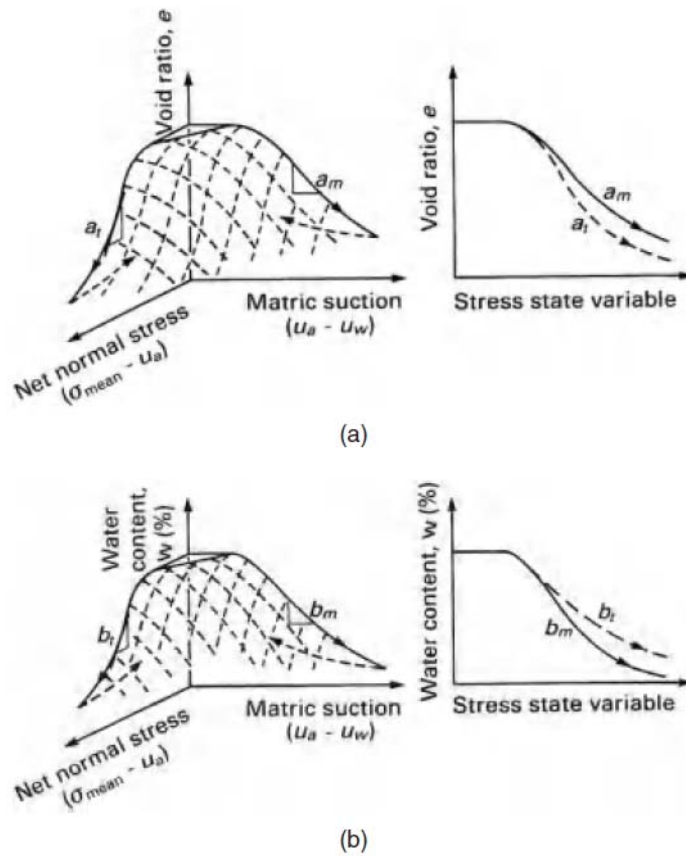 Void ratio, e
a_t
a_m
Matric suction
(u_a - u_w)
Net normal stress
(σ_mean - u_a)
Void ratio, e
a_m
a_t
Stress state variable
(a)
Water
content,
w (%)
b_t
b_m
Matric suction
(u_a - u_w)
Net normal stress
(σ_mean - u_a)
Water content, w (%)
b_t
b_m
Stress state variable
(b)